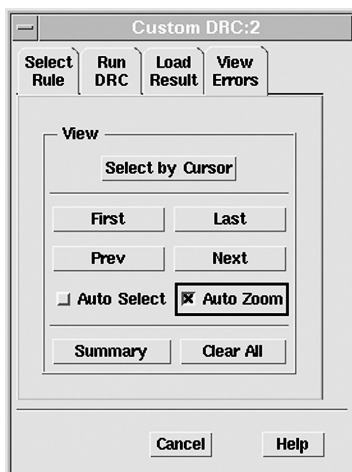 Custom DRC:2
Select Rule
Run DRC
Load Result
View Errors
View
Select by Cursor
First Last
Prev Next
Auto Select Auto Zoom
Summary Clear All
Cancel Help